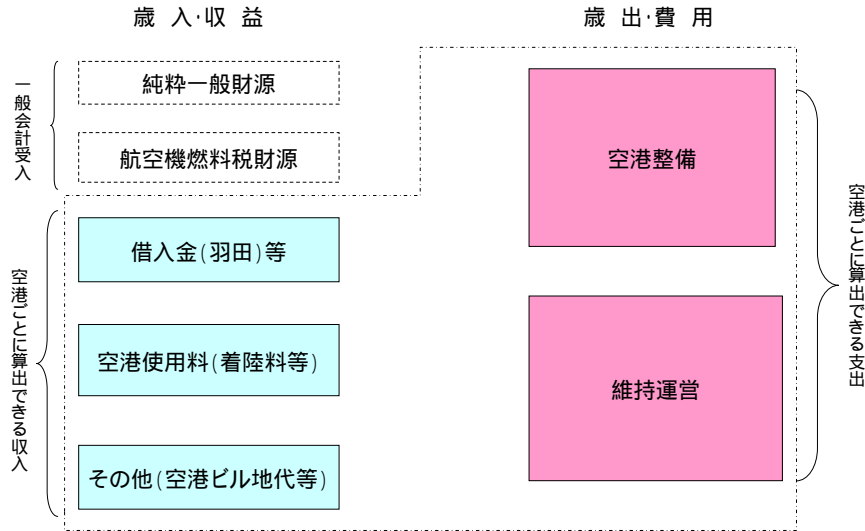 歳 入・収 益
歳 出・費 用
一般会計受入
純粋一般財源
航空機燃料税財源
空港ごとに算出できる収入
借入金(羽田)等
空港使用料(着陸料等)
その他(空港ビル地代等)
空港整備
維持運営
空港ごとに算出できる支出